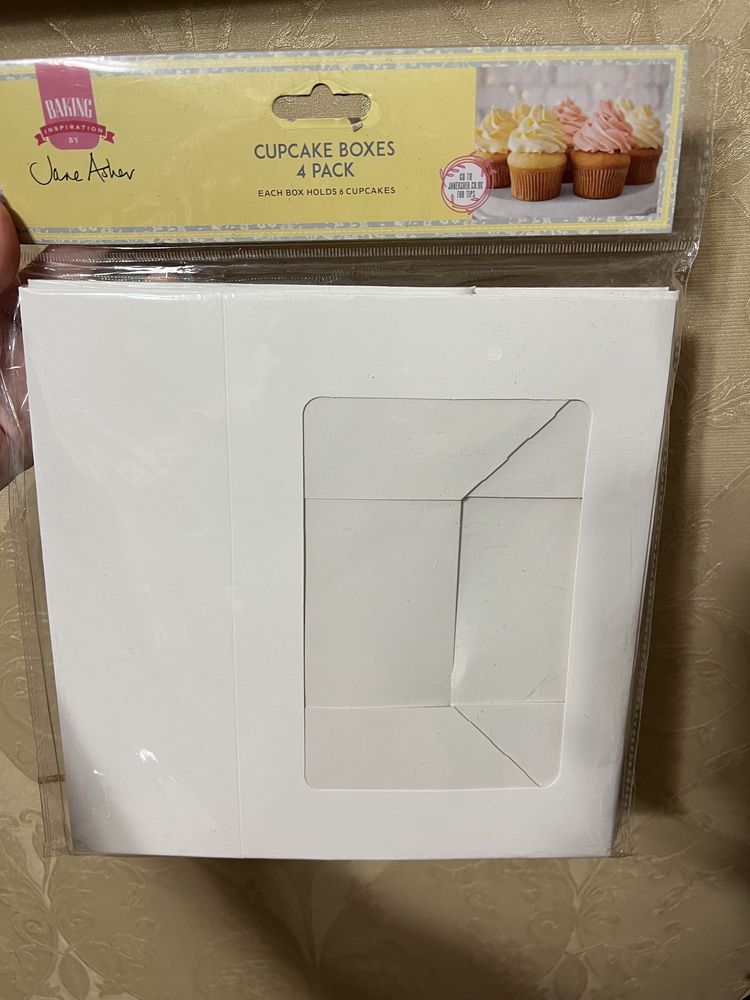 BAKING
INSPIRATION
BY
Jane Asher
CUPCAKE BOXES
4 PACK
EACH BOX HOLDS 6 CUPCAKES
GO TO
JANEASHER.CO.UK
FOR TIPS